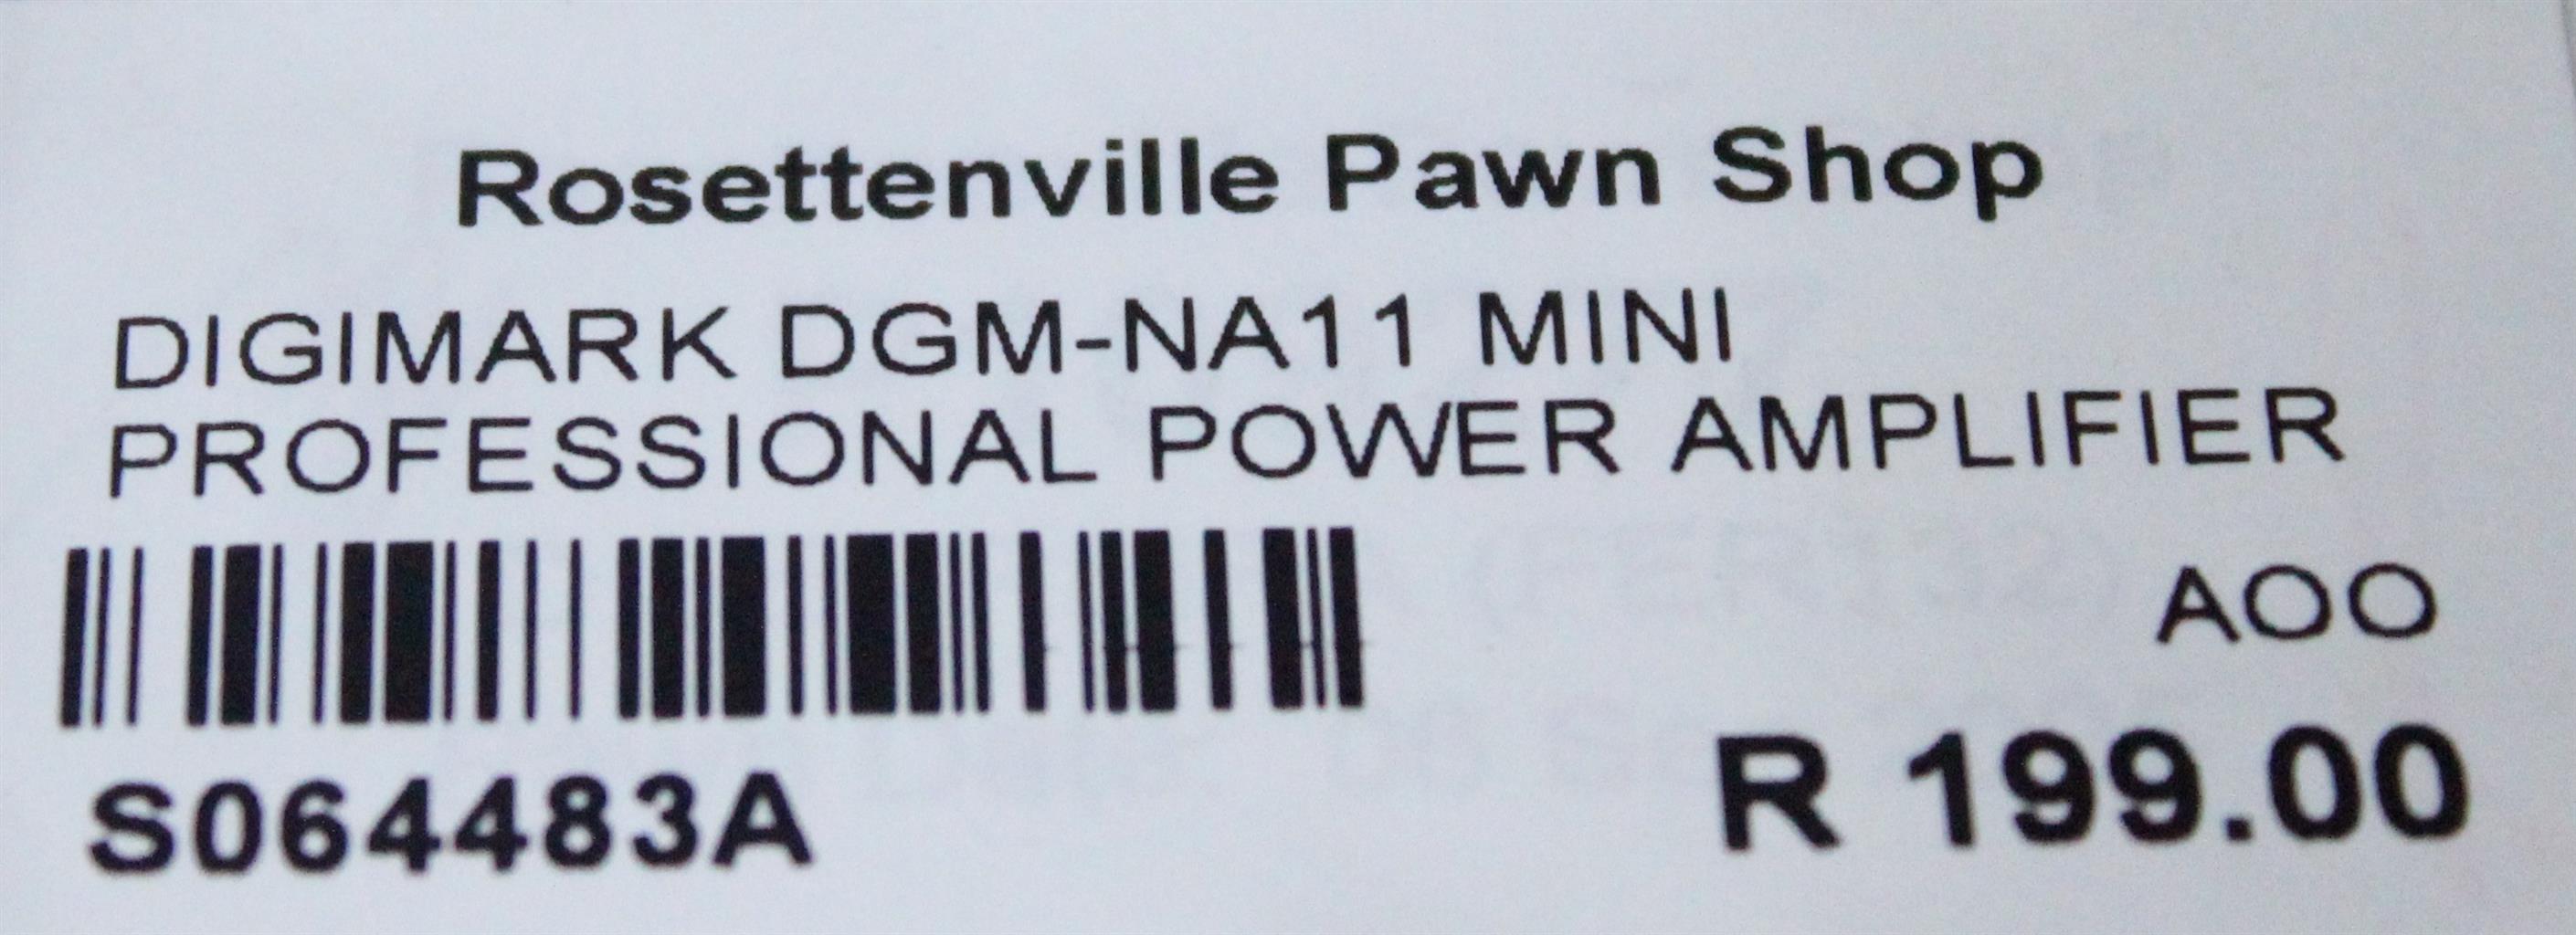 Rosettenville Pawn Shop
DIGIMARK DGM-NA11 MINI
PROFESSIONAL POWER AMPLIFIER
AOO
S064483A
R 199.00